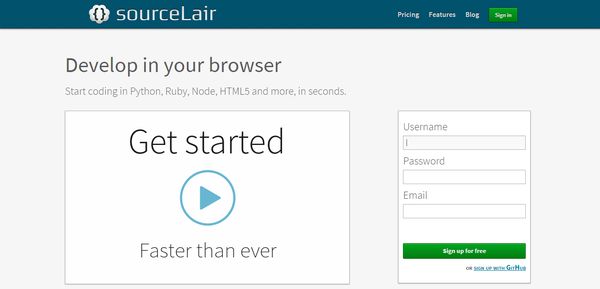 sourceLair
Pricing Features Blog Sign in
Develop in your browser
Start coding in Python, Ruby, Node, HTML5 and more, in seconds.
Get started
Faster than ever
Username
Password
Email
Sign up for free
OR SIGN UP WITH GITHUB